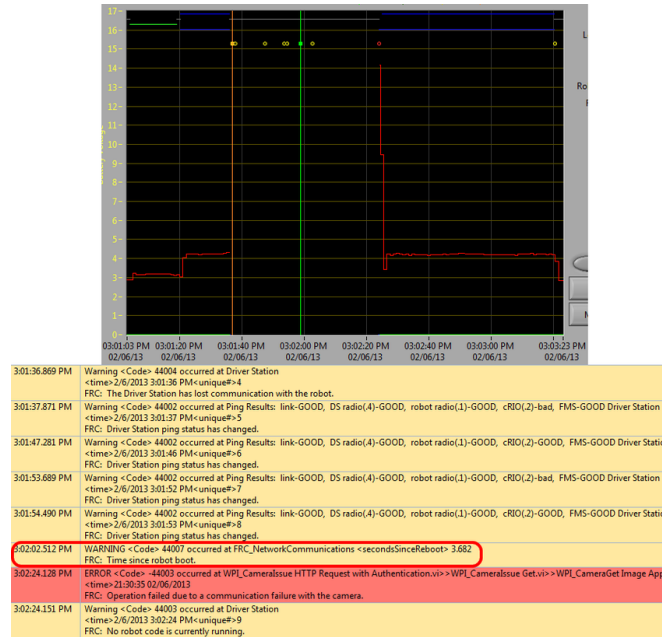 17-
16-
15-
14-
13-
12-
11-
10-
9-
8-
7-
6-
5-
4-
3-
2-
1-
0-
03:01:03 PM 03:01:20 PM 03:01:40 PM 03:02:00 PM 03:02:20 PM 03:02:40 PM 03:03:00 PM 03:03:23 PM
02/06/13 02/06/13 02/06/13 02/06/13 02/06/13 02/06/13 02/06/13 02/06/13
3:01:36.869 PM Warning <Code> 44004 occurred at Driver Station
<time>2/6/2013 3:01:36 PM<unique#>4
FRC: The Driver Station has lost communication with the robot.
3:01:37.871 PM Warning <Code> 44002 occurred at Ping Results: link-GOOD, DS radio(.4)-GOOD, robot radio(.1)-GOOD, cRIO(.2)-bad, FMS-GOOD Driver Station
<time>2/6/2013 3:01:37 PM<unique#>5
FRC: Driver Station ping status has changed.
3:01:47.281 PM Warning <Code> 44002 occurred at Ping Results: link-GOOD, DS radio(.4)-GOOD, robot radio(.1)-GOOD, cRIO(.2)-GOOD, FMS-GOOD Driver Statio
<time>2/6/2013 3:01:46 PM<unique#>6
FRC: Driver Station ping status has changed.
3:01:53.689 PM Warning <Code> 44002 occurred at Ping Results: link-GOOD, DS radio(.4)-GOOD, robot radio(.1)-GOOD, cRIO(.2)-bad, FMS-GOOD Driver Station
<time>2/6/2013 3:01:52 PM<unique#>7
FRC: Driver Station ping status has changed.
3:01:54.490 PM Warning <Code> 44002 occurred at Ping Results: link-GOOD, DS radio(.4)-GOOD, robot radio(.1)-GOOD, cRIO(.2)-GOOD, FMS-GOOD Driver Statio
<time>2/6/2013 3:01:53 PM<unique#>8
FRC: Driver Station ping status has changed.
3:02:02.512 PM WARNING <Code> 44007 occurred at FRC_NetworkCommunications <secondsSinceReboot> 3.682
FRC: Time since robot boot.
3:02:24.128 PM ERROR <Code> -44003 occurred at WPI_CameraIssue HTTP Request with Authentication.vi>>WPI_CameraIssue Get.vi>>WPI_CameraGet Image App
<time>21:30:35 02/06/2013
FRC: Operation failed due to a communication failure with the camera.
3:02:24.151 PM Warning <Code> 44003 occurred at Driver Station
<time>2/6/2013 3:02:24 PM<unique#>9
FRC: No robot code is currently running.